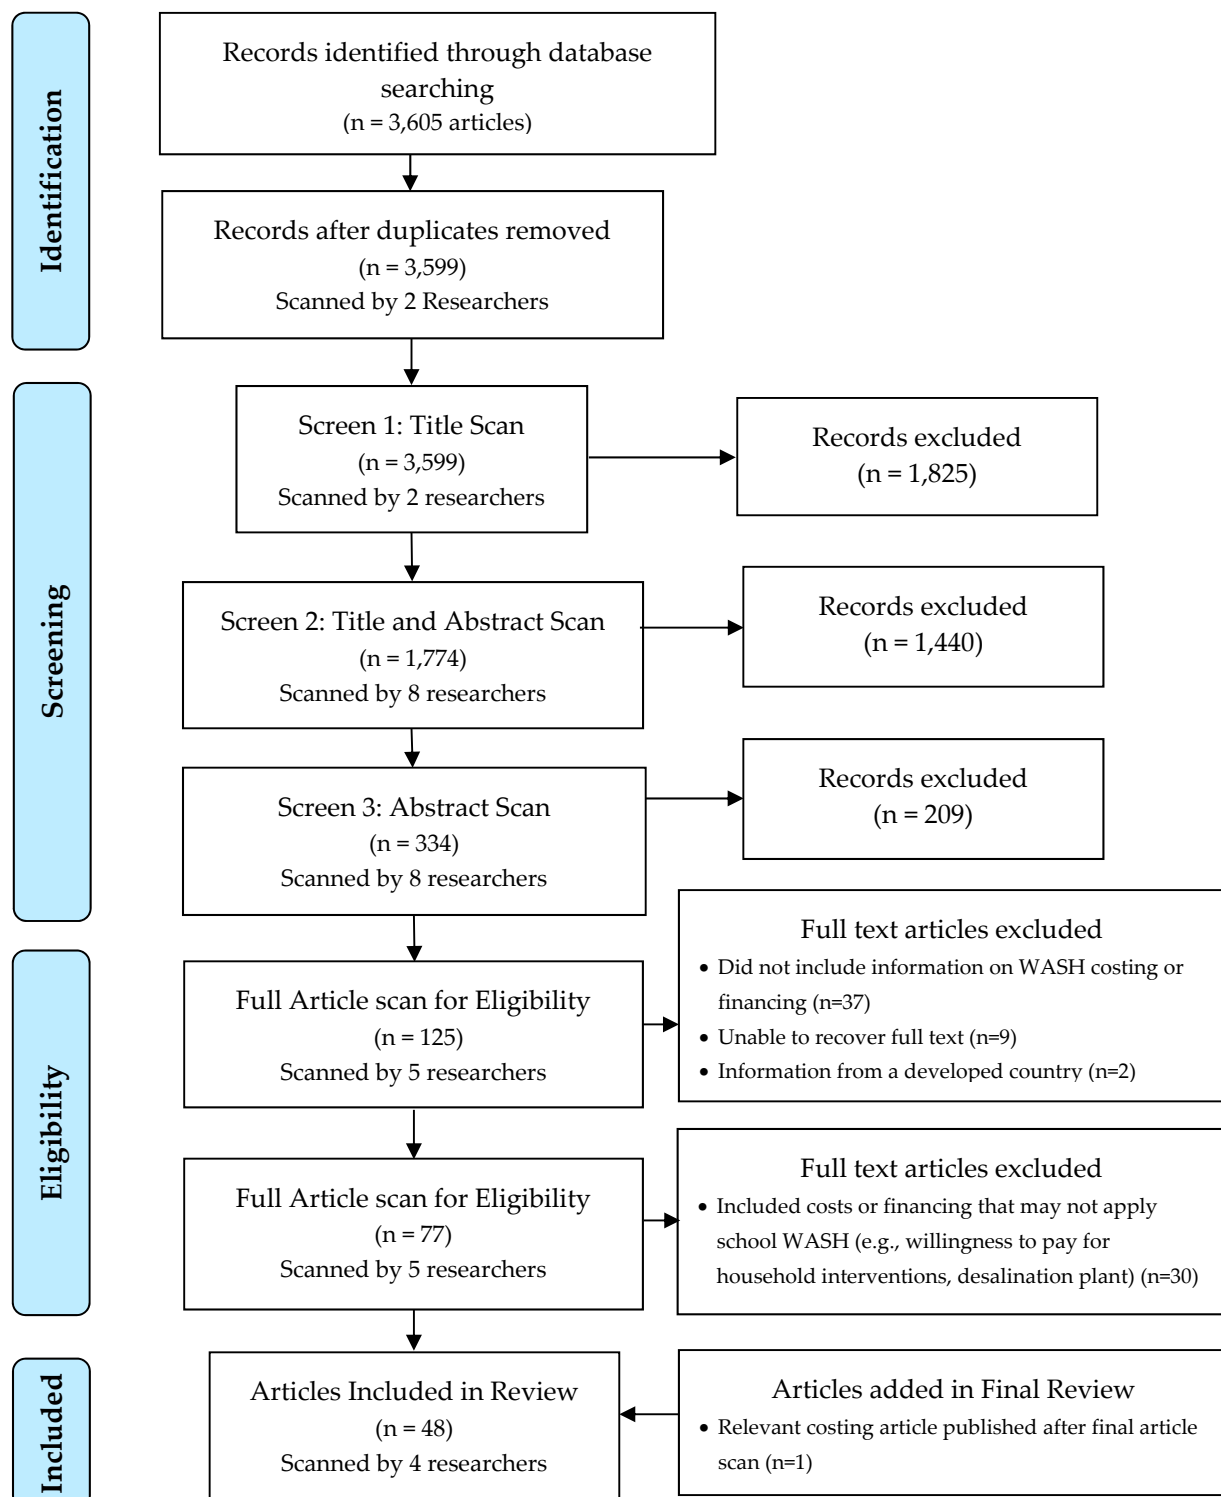 Identification
Records identified through database
searching
(n = 3,605 articles)
Records after duplicates removed
(n = 3,599)
Scanned by 2 Researchers
Screening
Screen 1: Title Scan
(n = 3,599)
Scanned by 2 researchers
Records excluded
(n = 1,825)
Screen 2: Title and Abstract Scan
(n = 1,774)
Scanned by 8 researchers
Records excluded
(n = 1,440)
Screen 3: Abstract Scan
(n = 334)
Scanned by 8 researchers
Records excluded
(n = 209)
Eligibility
Full Article scan for Eligibility
(n = 125)
Scanned by 5 researchers
Full text articles excluded
• Did not include information on WASH costing or
financing (n=37)
• Unable to recover full text (n=9)
• Information from a developed country (n=2)
Full Article scan for Eligibility
(n = 77)
Scanned by 5 researchers
Full text articles excluded
• Included costs or financing that may not apply
school WASH (e.g., willingness to pay for
household interventions, desalination plant) (n=30)
Included
Articles Included in Review
(n = 48)
Scanned by 4 researchers
Articles added in Final Review
• Relevant costing article published after final article
scan (n=1)